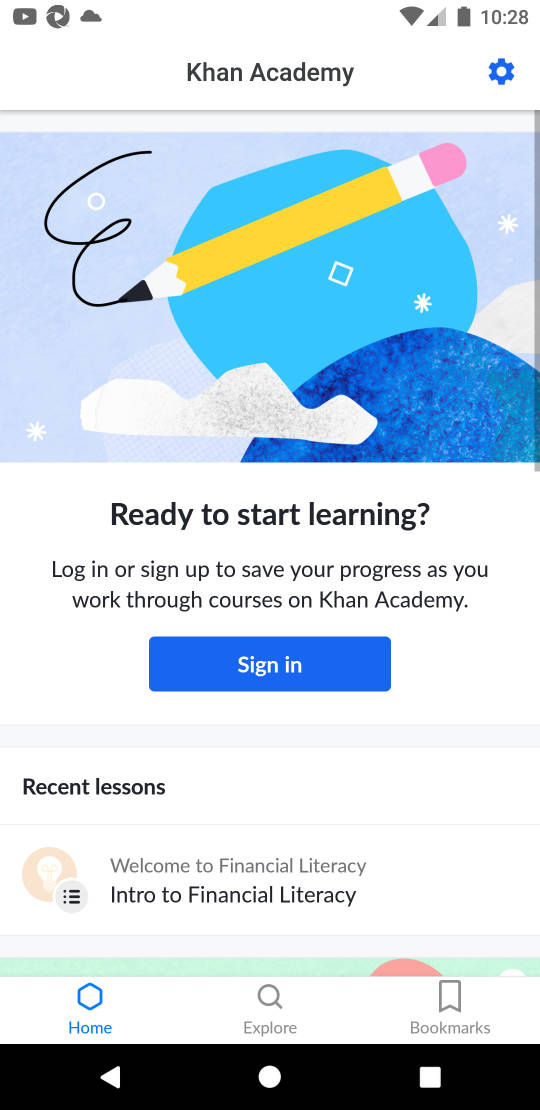 10:28
Khan Academy
Ready to start learning?
Log in or sign up to save your progress as you
work through courses on Khan Academy.
Sign in
Recent lessons
Welcome to Financial Literacy
Intro to Financial Literacy
Home
Explore
Bookmarks